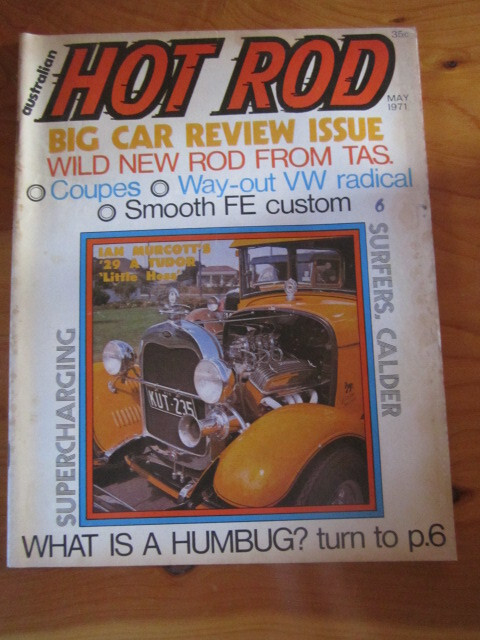 australian
HOT ROD
35c
MAY
1971
BIG CAR REVIEW ISSUE
WILD NEW ROD FROM TAS.
Coupes Way-out VW radical
Smooth FE custom
6
IAN MURCOTT'S
'29 A TUDOR
'Little Hoss'
KUT-235
SUPERCHARGING
SURFERS, CALDER
WHAT IS A HUMBUG? turn to p.6